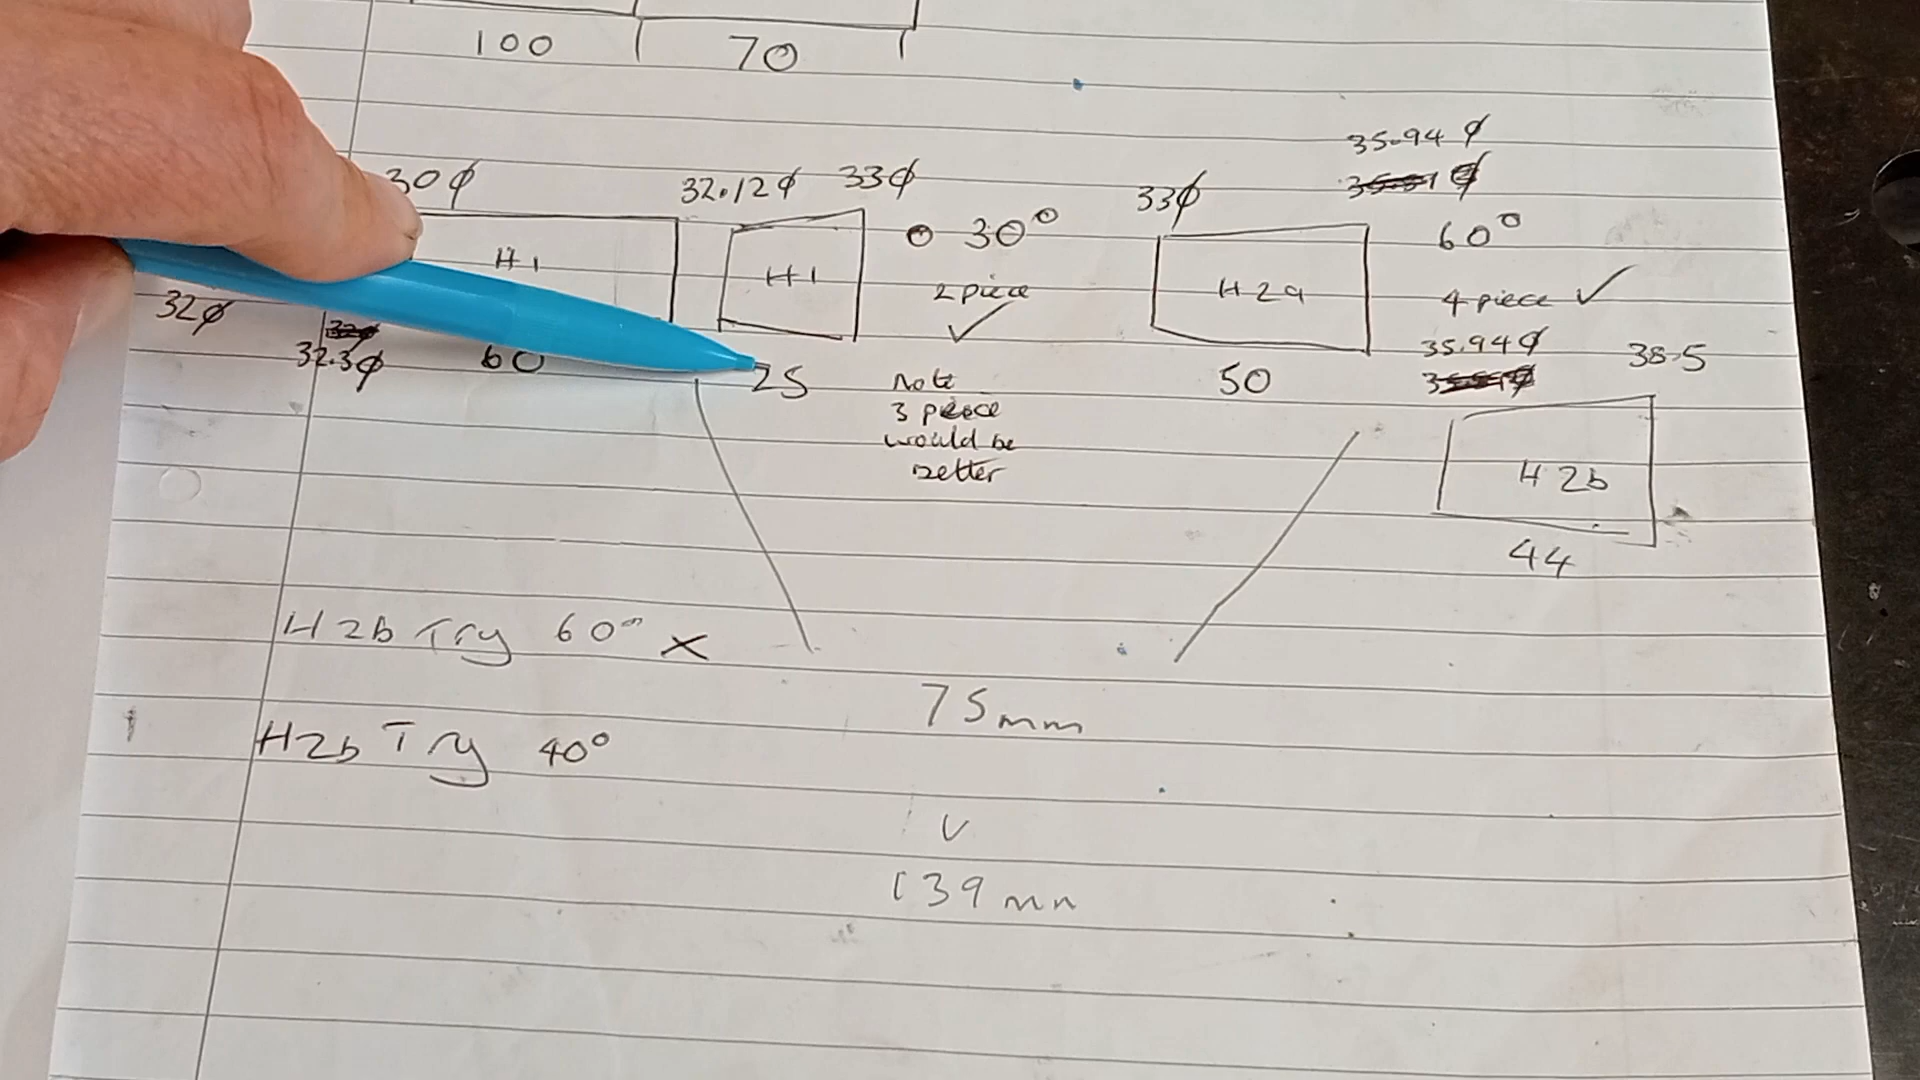 100 70
35.94 φ
30 φ 32.12 φ 33 φ 33 φ
30° 60°
H1 H1 H2a
2 piece 4 piece ✓
32 φ ✓
32.3 φ 60 25 50 35.94 φ 38.5
Note
3 piece
would be
better
H2b
44
H2b Try 60° X
75mm
H2b Try 40°
139mm